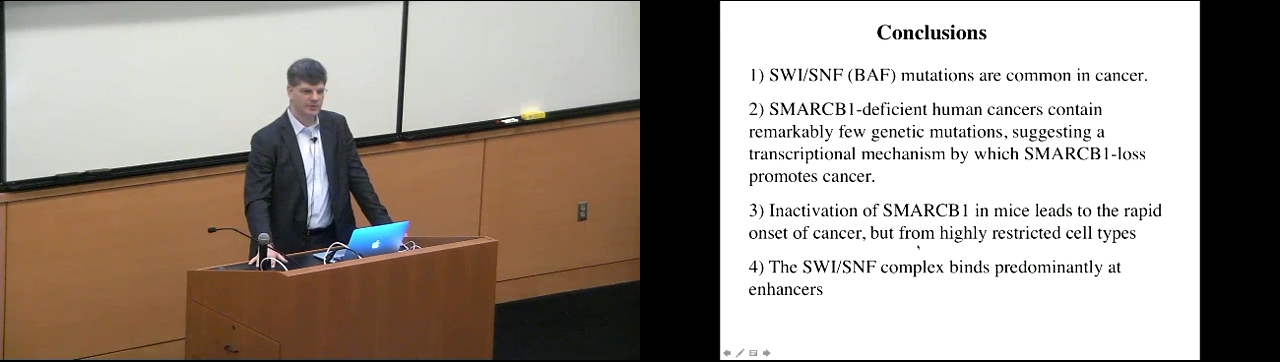 Conclusions
1) SWI/SNF (BAF) mutations are common in cancer.
2) SMARCB1-deficient human cancers contain
remarkably few genetic mutations, suggesting a
transcriptional mechanism by which SMARCB1-loss
promotes cancer.
3) Inactivation of SMARCB1 in mice leads to the rapid
onset of cancer, but from highly restricted cell types
4) The SWI/SNF complex binds predominantly at
enhancers